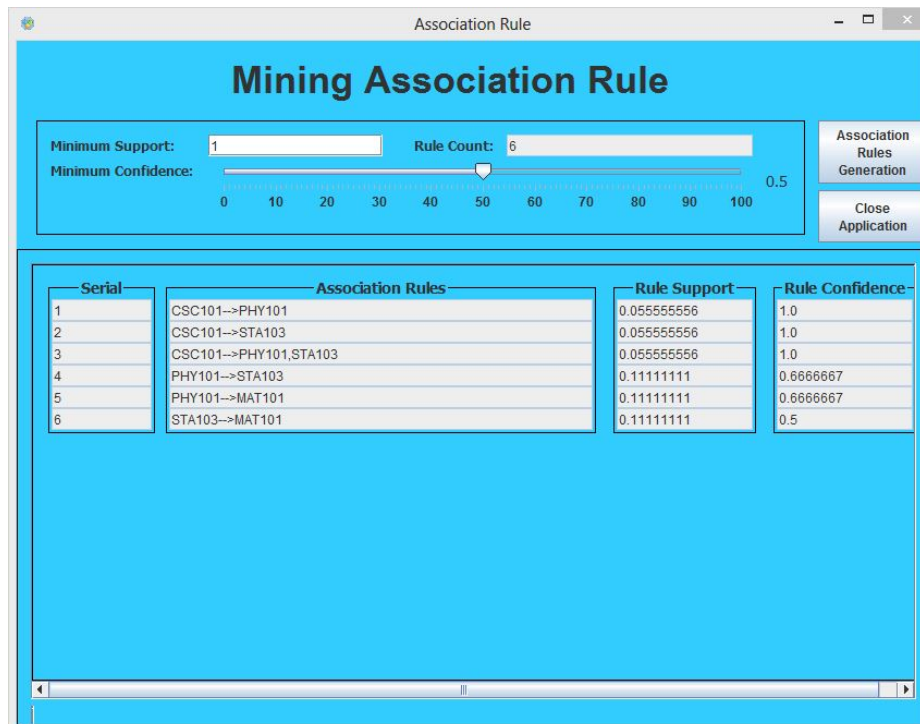 Association Rule
Mining Association Rule
Minimum Support: 1 Rule Count: 6
Minimum Confidence: 0.5
0 10 20 30 40 50 60 70 80 90 100
Association Rules Generation
Close Application
Serial Association Rules Rule Support Rule Confidence
1 CSC101-->PHY101 0.055555556 1.0
2 CSC101-->STA103 0.055555556 1.0
3 CSC101-->PHY101,STA103 0.055555556 1.0
4 PHY101-->STA103 0.11111111 0.6666667
5 PHY101-->MAT101 0.11111111 0.6666667
6 STA103-->MAT101 0.11111111 0.5